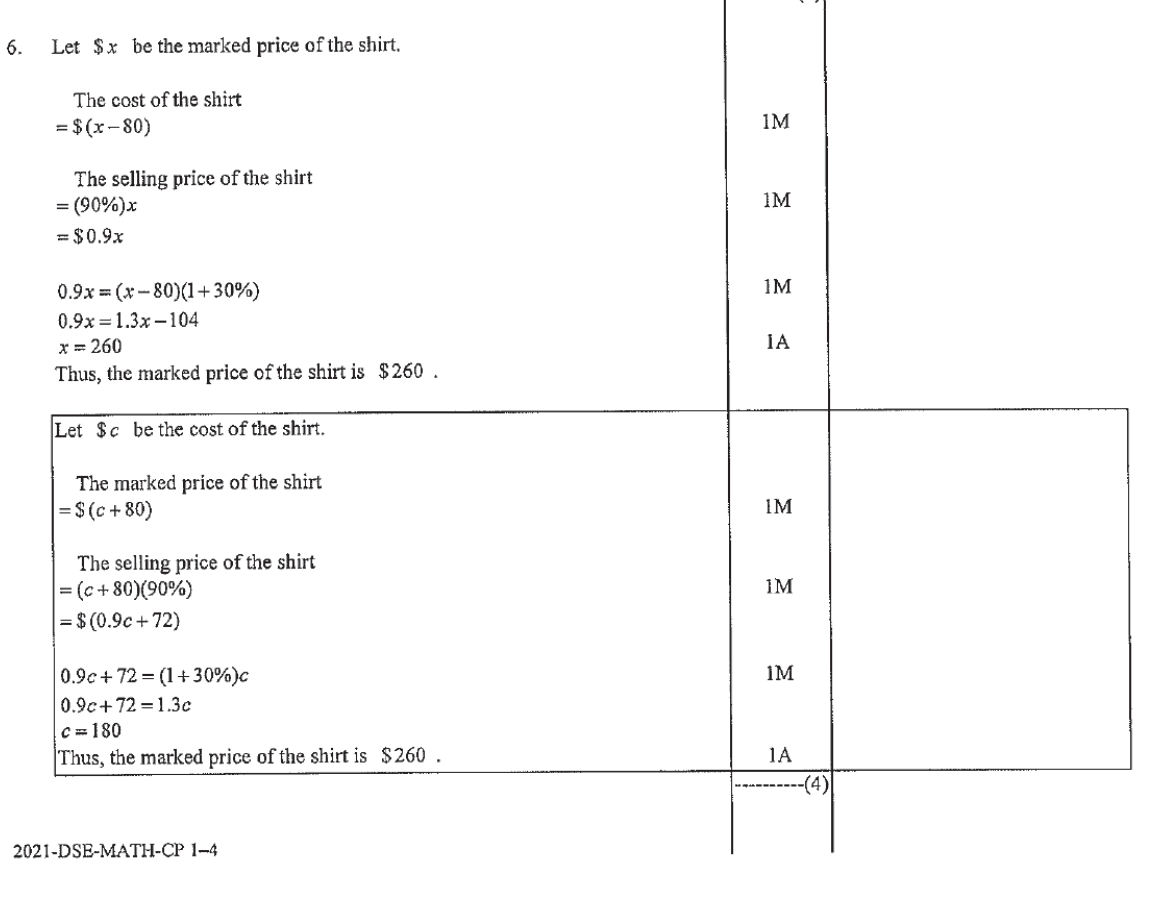 6. Let $x be the marked price of the shirt.
The cost of the shirt
= $(x – 80) 1M
The selling price of the shirt
= (90%)x 1M
= $0.9x
0.9x = (x – 80)(1 + 30%) 1M
0.9x = 1.3x – 104
x = 260 1A
Thus, the marked price of the shirt is $260 .
Let $c be the cost of the shirt.
The marked price of the shirt
= $(c + 80) 1M
The selling price of the shirt
= (c + 80)(90%) 1M
= $(0.9c + 72)
0.9c + 72 = (1 + 30%)c 1M
0.9c + 72 = 1.3c
c = 180
Thus, the marked price of the shirt is $260 . 1A
----------(4)
2021-DSE-MATH-CP 1–4